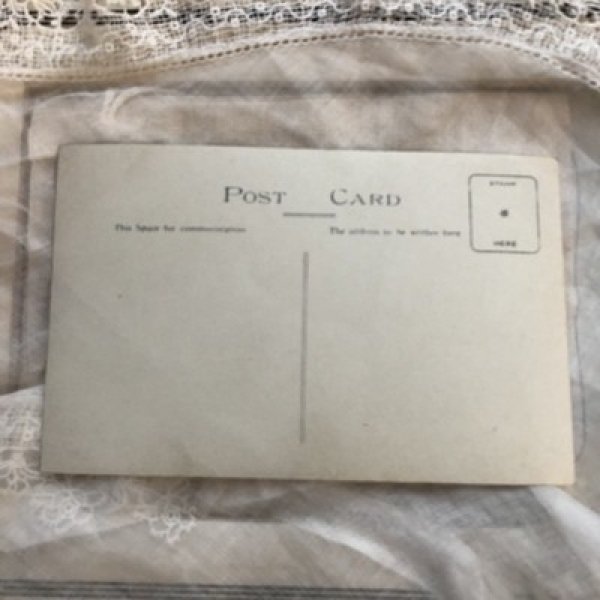 POST CARD
This Space for communication
The address to be written here
STAMP
HERE